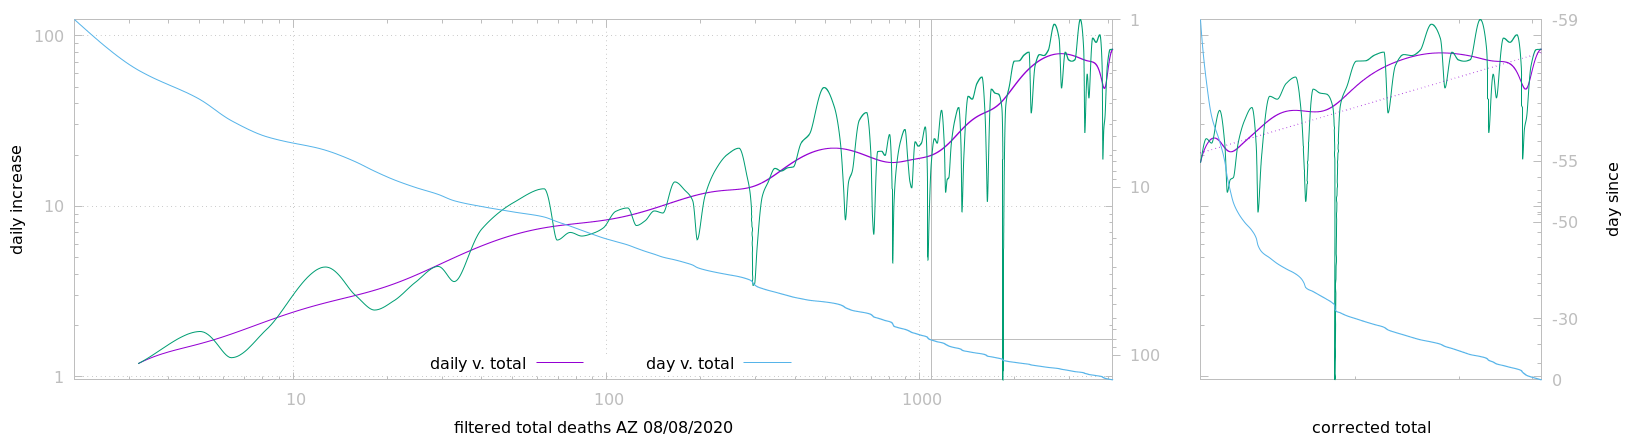 100
10
1
daily increase
10
100
1000
filtered total deaths AZ 08/08/2020
daily v. total
day v. total
1
10
100
-59
-55
-50
-30
0
day since
corrected total